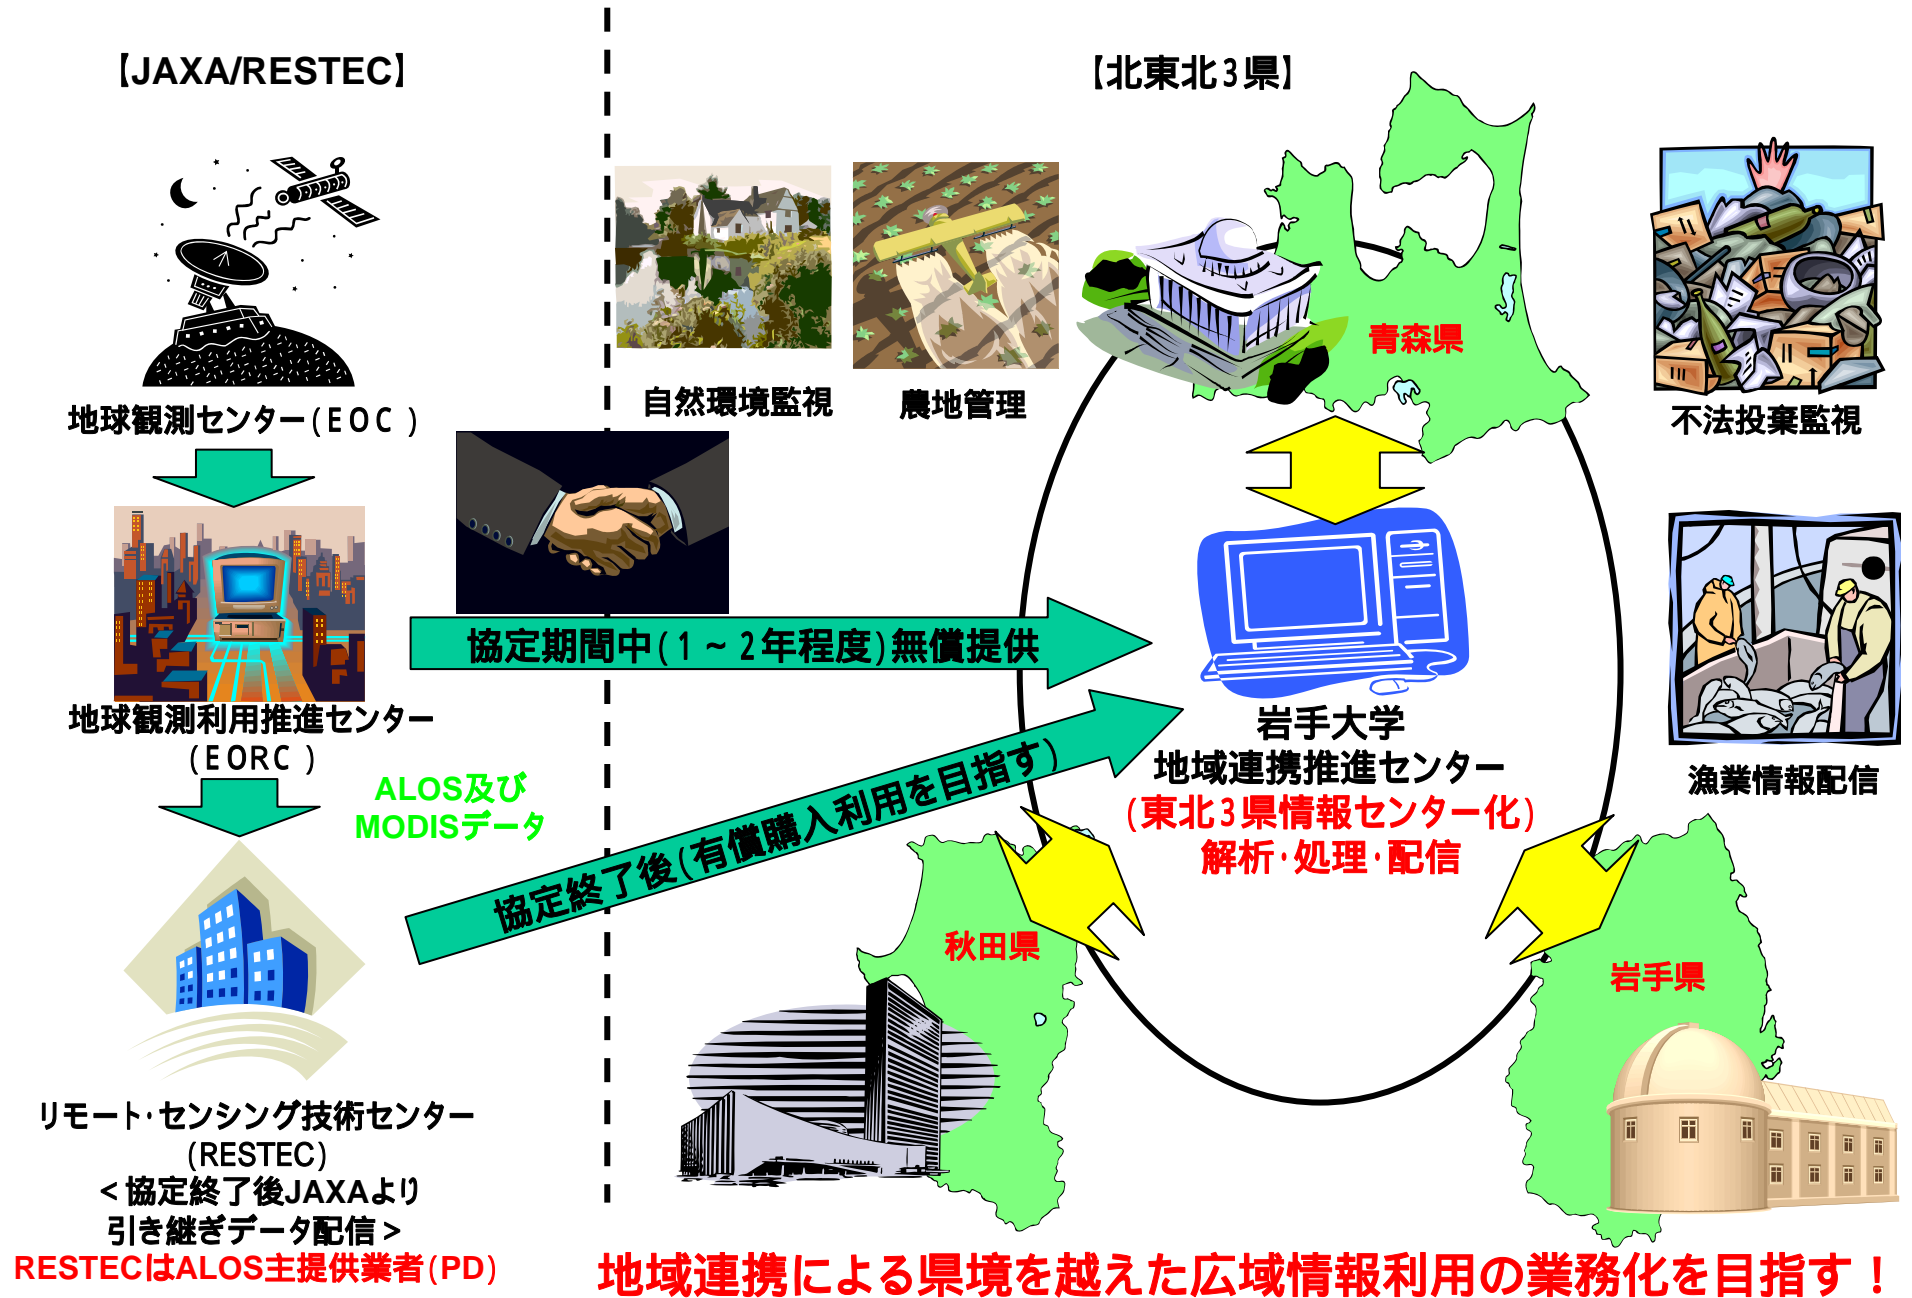 【JAXA/RESTEC】
地球観測センター(EOC)
地球観測利用推進センター
(EORC)
ALOS及び
MODISデータ
リモート・センシング技術センター
(RESTEC)
<協定終了後JAXAより
引き継ぎデータ配信>
RESTECはALOS主提供業者(PD)
【北東北3県】
自然環境監視
農地管理
青森県
不法投棄監視
協定期間中(1~2年程度)無償提供
協定終了後(有償購入利用を目指す)
岩手大学
地域連携推進センター
(東北3県情報センター化)
解析・処理・配信
漁業情報配信
秋田県
岩手県
地域連携による県境を越えた広域情報利用の業務化を目指す!